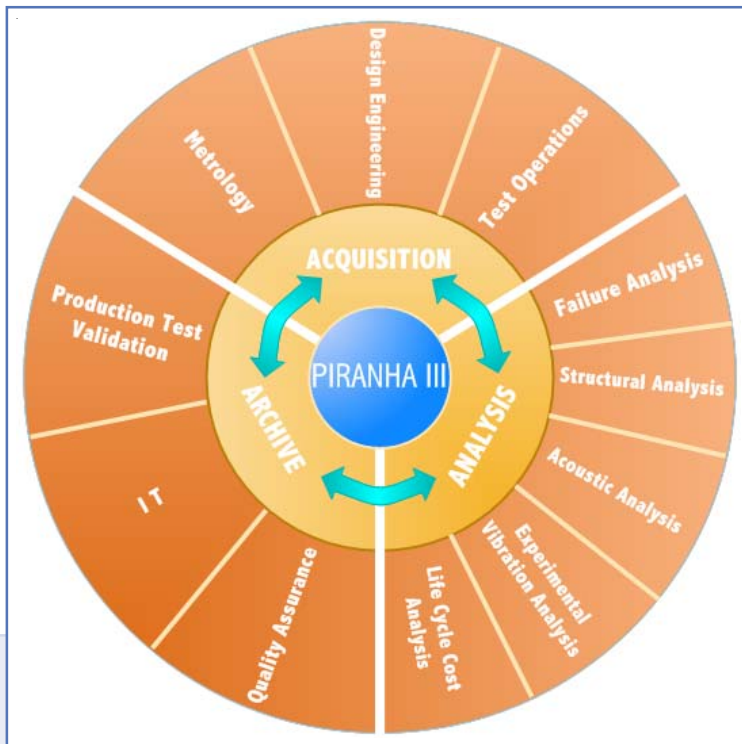 Design Engineering
Metrology
Test Operations
ACQUISITION
Production Test
Validation
Failure Analysis
PIRANHA III
Structural Analysis
ARCHIVE
ANALYSIS
Acoustic Analysis
IT
Experimental
Vibration Analysis
Life Cycle Cost
Analysis
Quality Assurance